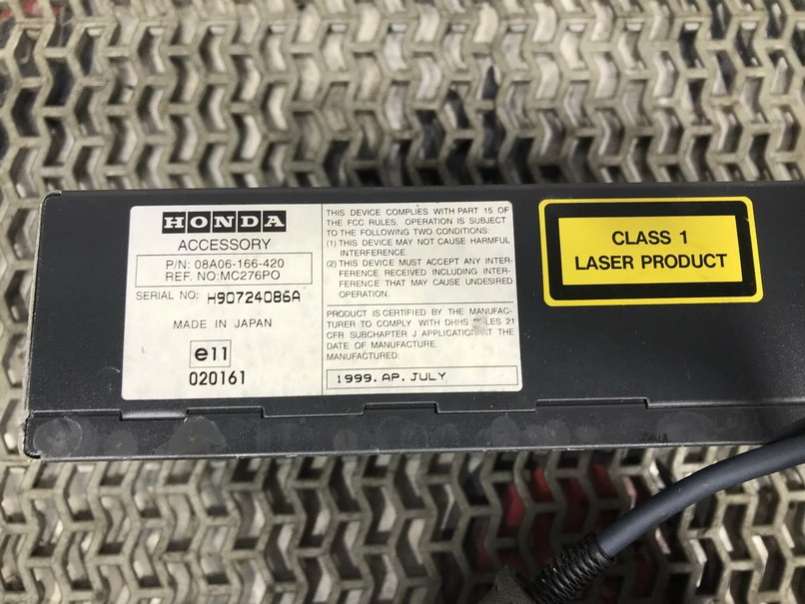 HONDA
ACCESSORY
P/N: 08A06-166-420
REF. NO:MC276PO
SERIAL NO: H90724086A
MADE IN JAPAN
e11
020161
THIS DEVICE COMPLIES WITH PART 15 OF
THE FCC RULES. OPERATION IS SUBJECT
TO THE FOLLOWING TWO CONDITIONS:
(1) THIS DEVICE MAY NOT CAUSE HARMFUL
INTERFERENCE.
(2) THIS DEVICE MUST ACCEPT ANY INTER-
FERENCE RECEIVED INCLUDING INTER-
FERENCE THAT MAY CAUSE UNDESIRED
OPERATION.
PRODUCT IS CERTIFIED BY THE MANUFAC-
TURER TO COMPLY WITH DHHS 21
CFR SUBCHAPTER J THE
DATE OF MANUFACTURE.
MANUFACTURED:
1999.AP.JULY
CLASS 1
LASER PRODUCT